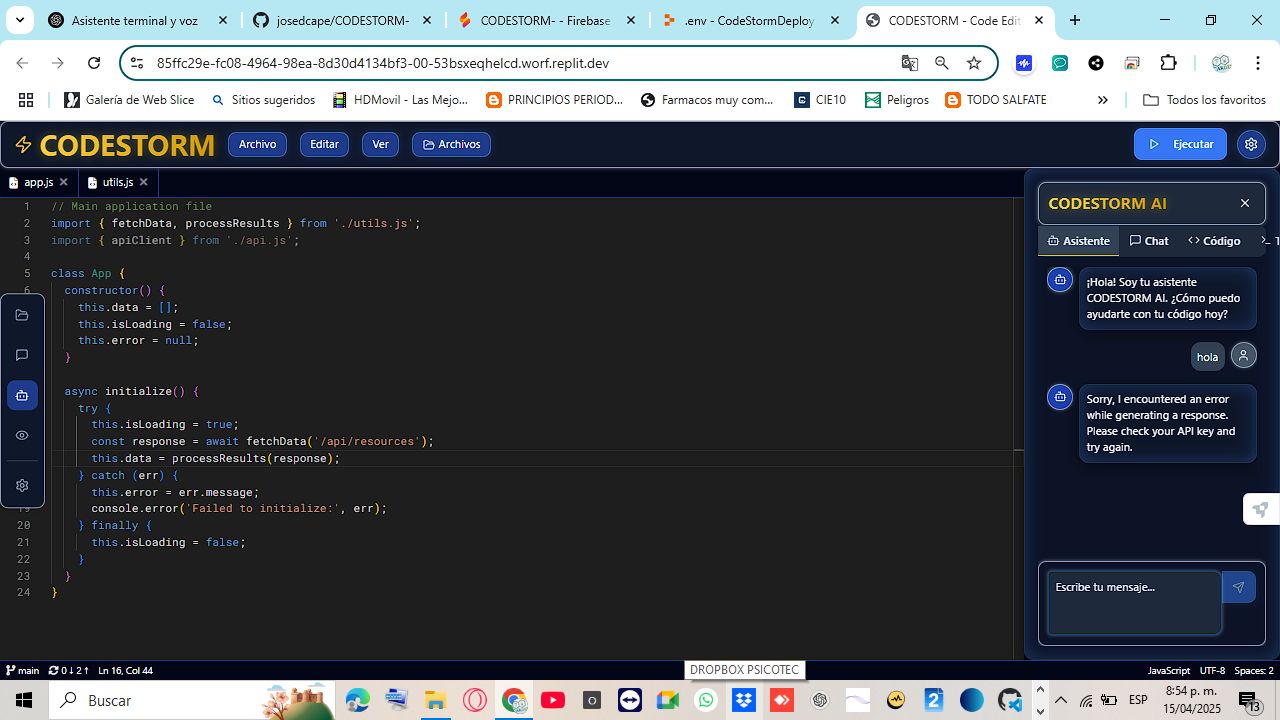 Asistente terminal y voz
josedcape/CODESTORM-
CODESTORM- - Firebase
.env - CodeStormDeploy
CODESTORM - Code Edit
85ffc29e-fc08-4964-98ea-8830d4134bf3-00-53bsxeqhelcd.worf.replit.dev
Galería de Web Slice
Sitios sugeridos
HDMovil - Las Mejo...
PRINCIPIOS PERIOD...
Farmacos muy com...
CIE10
Peligros
TODO SALFATE
Todos los favoritos
CODESTORM
Archivo
Editar
Ver
Archivos
Ejecutar
app.js
utils.js
1 // Main application file
2 import { fetchData, processResults } from './utils.js';
3 import { apiClient } from './api.js';
4
5 class App {
6 constructor() {
this.data = [];
this.isLoading = false;
this.error = null;
}
async initialize() {
try {
this.isLoading = true;
const response = await fetchData('/api/resources');
this.data = processResults(response);
} catch (err) {
this.error = err.message;
19 console.error('Failed to initialize:', err);
20 } finally {
21 this.isLoading = false;
22 }
23 }
24 }
CODESTORM AI
Asistente
Chat
Código
T
¡Hola! Soy tu asistente
CODESTORM AI. ¿Cómo puedo
ayudarte con tu código hoy?
hola
Sorry, I encountered an error
while generating a response.
Please check your API key and
try again.
Escribe tu mensaje...
main
0↓2↑
Ln 16, Col 44
DROPBOX PSICOTEC
JavaScript
UTF-8
Spaces: 2
Buscar
ESP
8:54 p. m.
15/04/2025
13